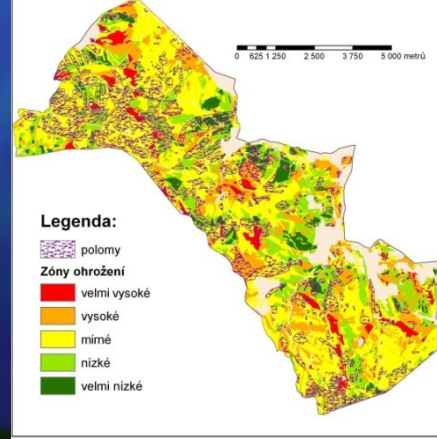 0 625 1 250 2 500 3 750 5 000 metrů
Legenda:
polomy
Zóny ohrožení
velmi vysoké
vysoké
mírné
nízké
velmi nízké